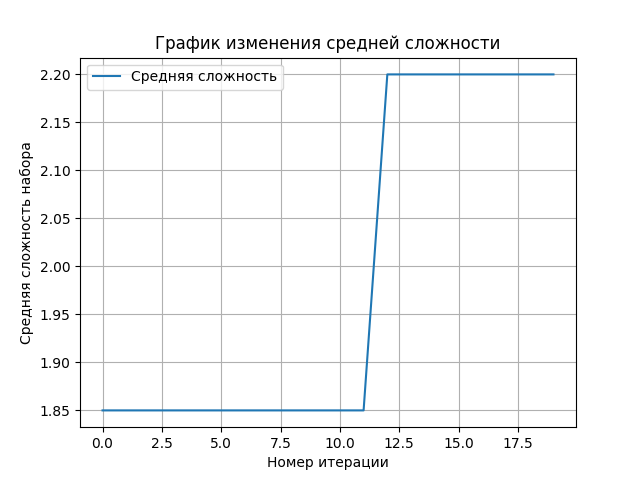 График изменения средней сложности
Средняя сложность
2.20
2.15
2.10
2.05
2.00
1.95
1.90
1.85
Средняя сложность набора
0.0 2.5 5.0 7.5 10.0 12.5 15.0 17.5
Номер итерации